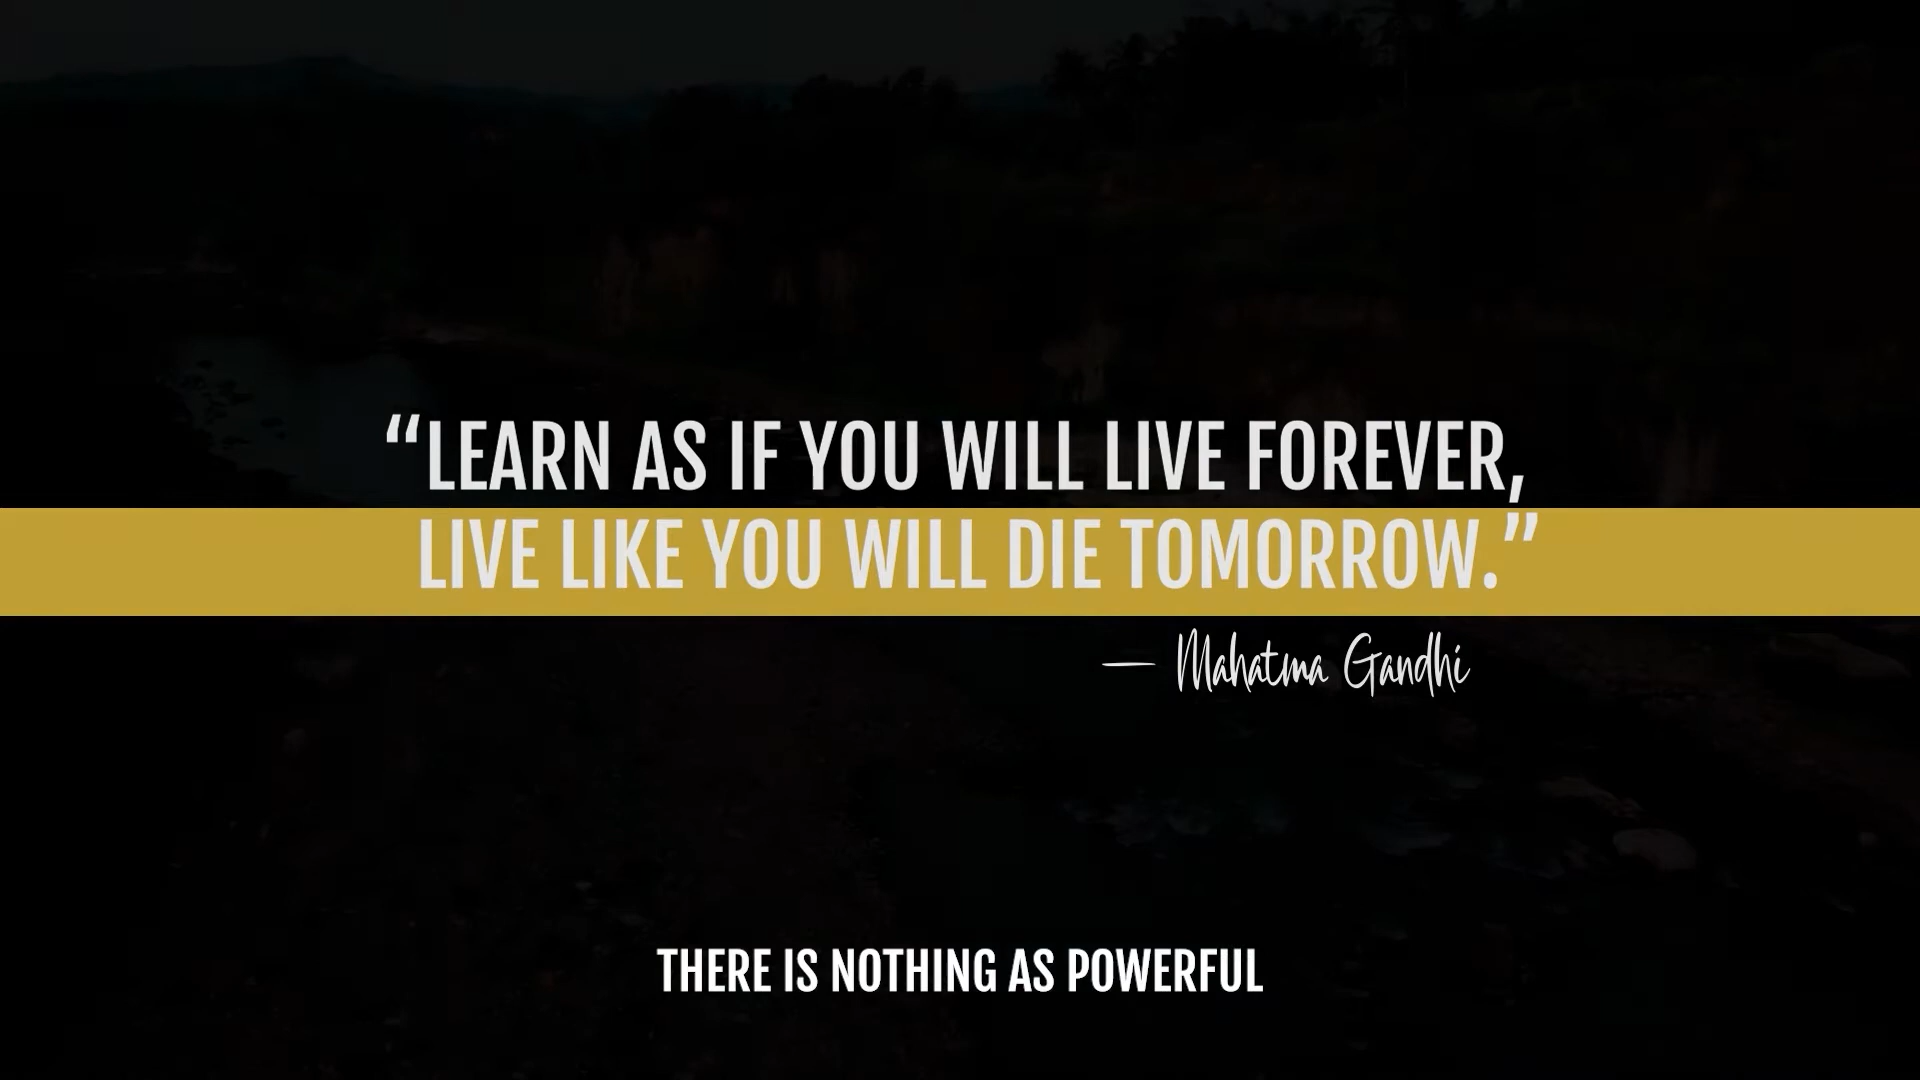 “LEARN AS IF YOU WILL LIVE FOREVER,
LIVE LIKE YOU WILL DIE TOMORROW.”
— Mahatma Gandhi
THERE IS NOTHING AS POWERFUL